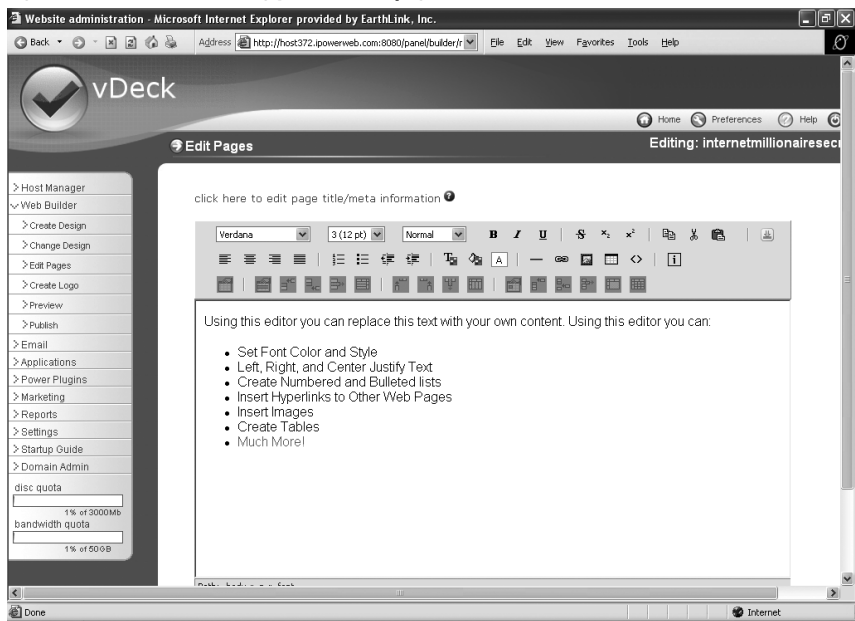 Website administration - Microsoft Internet Explorer provided by EarthLink, Inc.
Back
Address http://host372.ipowerweb.com:8080/panel/builder/r File Edit View Favorites Tools Help
vDeck
Home Preferences Help
Edit Pages Editing: internetmillionairesecr
> Host Manager
Web Builder
> Create Design
> Change Design
> Edit Pages
> Create Logo
> Preview
> Publish
> Email
> Applications
> Power Plugins
> Marketing
> Reports
> Settings
> Startup Guide
> Domain Admin
disc quota
1% of 3000Mb
bandwidth quota
1% of 50GB
click here to edit page title/meta information
Verdana 3 (12 pt) Normal B I U S x₂ x²
Using this editor you can replace this text with your own content. Using this editor you can:
• Set Font Color and Style
• Left, Right, and Center Justify Text
• Create Numbered and Bulleted lists
• Insert Hyperlinks to Other Web Pages
• Insert Images
• Create Tables
• Much More!
Done Internet